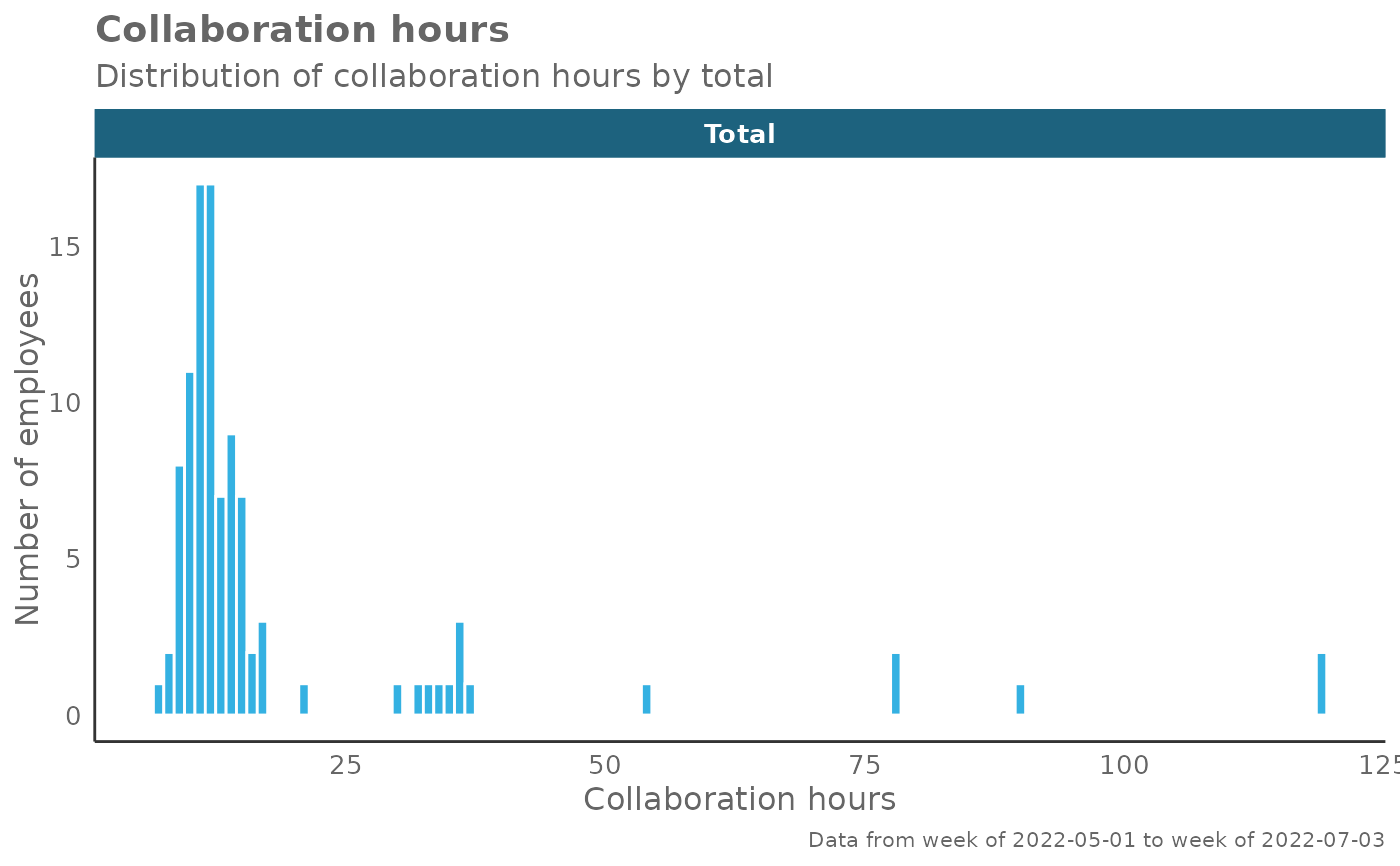 Collaboration hours
Distribution of collaboration hours by total
Total
Number of employees
15
10
5
0
25 50 75 100 125
Collaboration hours
Data from week of 2022-05-01 to week of 2022-07-03